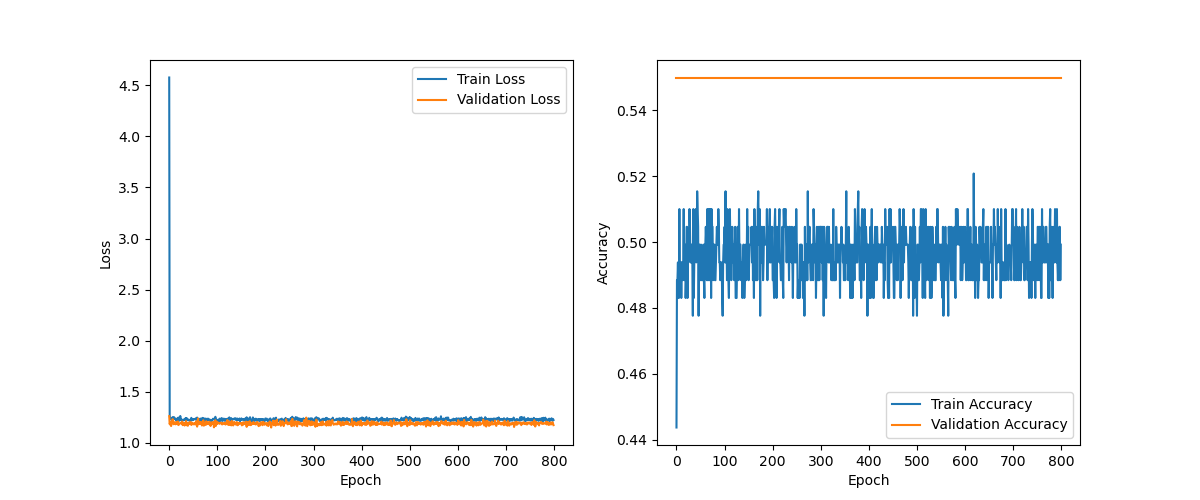 4.5
4.0
3.5
3.0
2.5
2.0
1.5
1.0
Loss
0 100 200 300 400 500 600 700 800
Epoch
Train Loss
Validation Loss
0.54
0.52
0.50
0.48
0.46
0.44
Accuracy
0 100 200 300 400 500 600 700 800
Epoch
Train Accuracy
Validation Accuracy